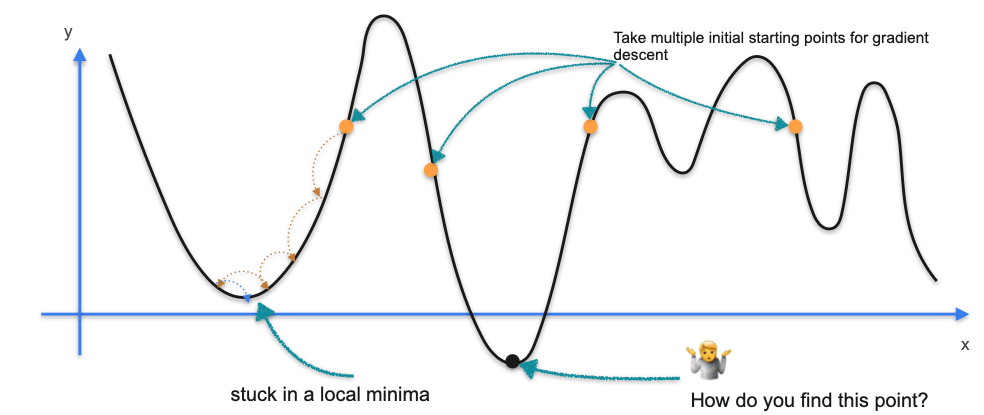 y
Take multiple initial starting points for gradient
descent
x
stuck in a local minima
How do you find this point?